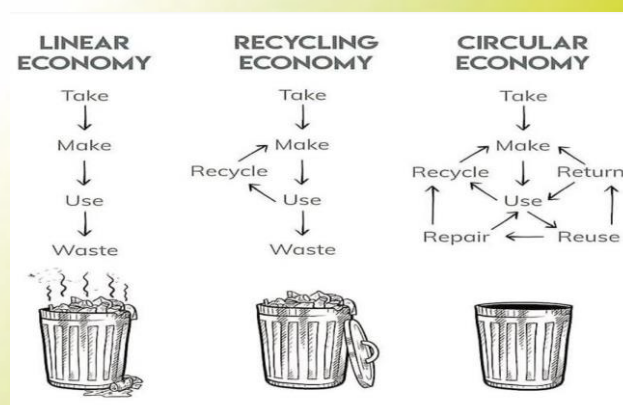 LINEAR
ECONOMY
Take
Make
Use
Waste
RECYCLING
ECONOMY
Take
Make
Recycle
Use
Waste
CIRCULAR
ECONOMY
Take
Make
Recycle
Return
Use
Repair
Reuse